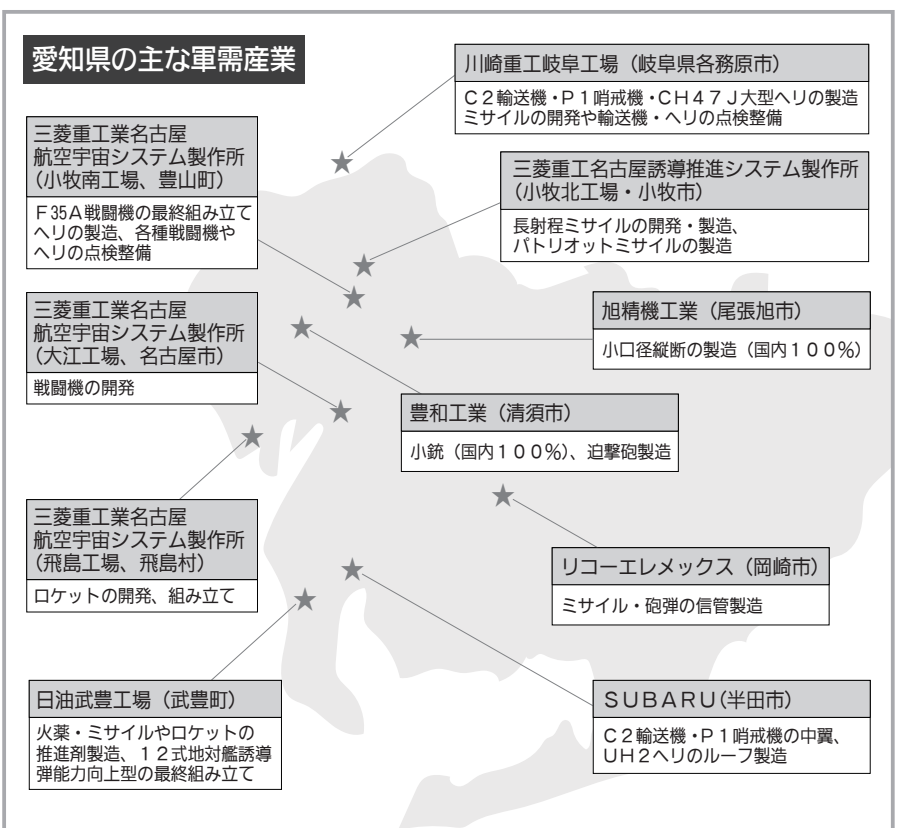 愛知県の主な軍需産業
川崎重工岐阜工場（岐阜県各務原市）
Ｃ２輸送機・Ｐ１哨戒機・ＣＨ４７Ｊ大型ヘリの製造
ミサイルの開発や輸送機・ヘリの点検整備
三菱重工業名古屋
航空宇宙システム製作所
(小牧南工場、豊山町）
Ｆ35Ａ戦闘機の最終組み立て
ヘリの製造、各種戦闘機や
ヘリの点検整備
三菱重工名古屋誘導推進システム製作所
(小牧北工場・小牧市）
長射程ミサイルの開発・製造、
パトリオットミサイルの製造
三菱重工業名古屋
航空宇宙システム製作所
(大江工場、名古屋市）
戦闘機の開発
旭精機工業（尾張旭市）
小口径縦断の製造（国内１００％）
豊和工業（清須市）
小銃（国内１００％）、迫撃砲製造
三菱重工業名古屋
航空宇宙システム製作所
(飛島工場、飛島村）
ロケットの開発、組み立て
リコーエレメックス（岡崎市）
ミサイル・砲弾の信管製造
日油武豊工場（武豊町）
火薬・ミサイルやロケットの
推進剤製造、１２式地対艦誘導
弾能力向上型の最終組み立て
ＳＵＢＡＲＵ(半田市）
Ｃ２輸送機・Ｐ１哨戒機の中翼、
ＵＨ２ヘリのルーフ製造